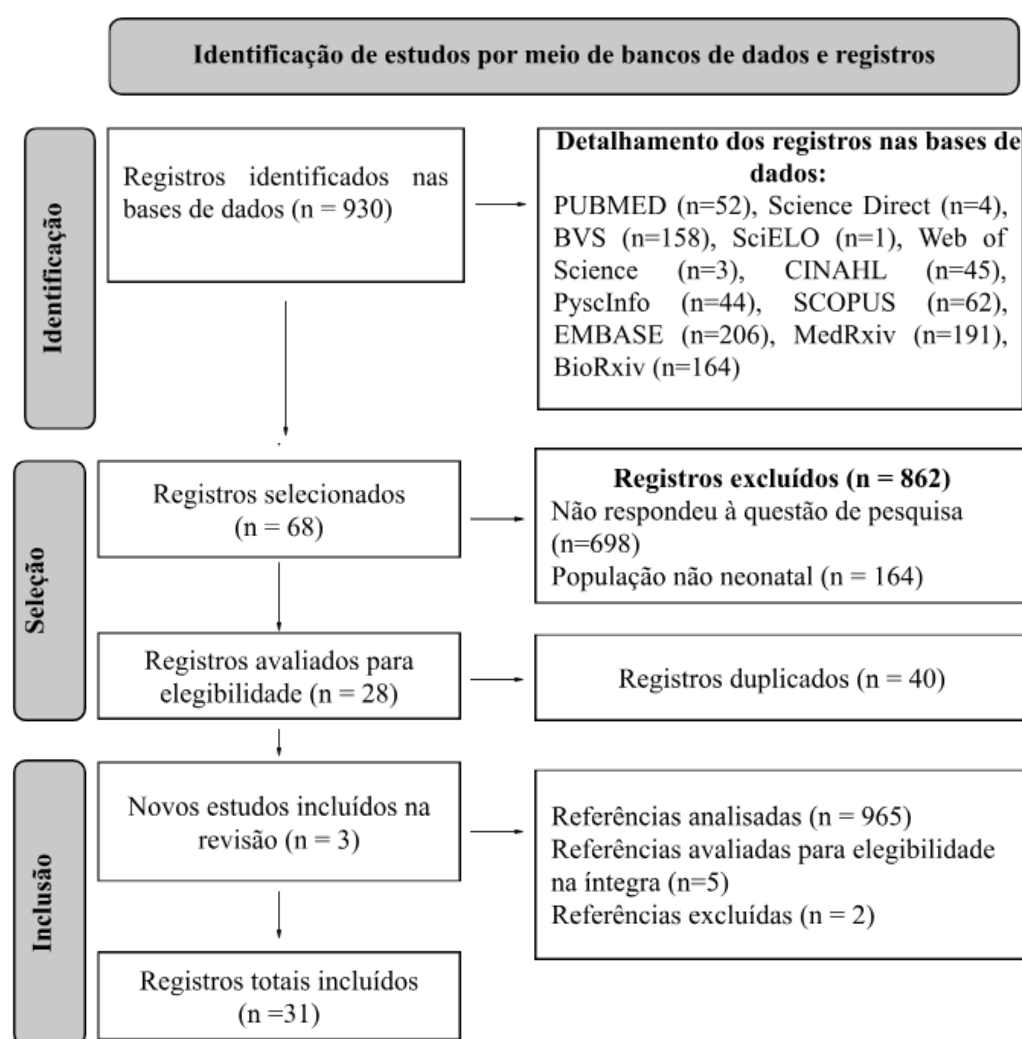 Identificação de estudos por meio de bancos de dados e registros
Identificação
Registros identificados nas
bases de dados (n = 930)
Detalhamento dos registros nas bases de
dados:
PUBMED (n=52), Science Direct (n=4),
BVS (n=158), SciELO (n=1), Web of
Science (n=3), CINAHL (n=45),
PyscInfo (n=44), SCOPUS (n=62),
EMBASE (n=206), MedRxiv (n=191),
BioRxiv (n=164)
Seleção
Registros selecionados
(n = 68)
Registros excluídos (n = 862)
Não respondeu à questão de pesquisa
(n=698)
População não neonatal (n = 164)
Registros avaliados para
elegibilidade (n = 28)
Registros duplicados (n = 40)
Inclusão
Novos estudos incluídos na
revisão (n = 3)
Referências analisadas (n = 965)
Referências avaliadas para elegibilidade
na íntegra (n=5)
Referências excluídas (n = 2)
Registros totais incluídos
(n =31)